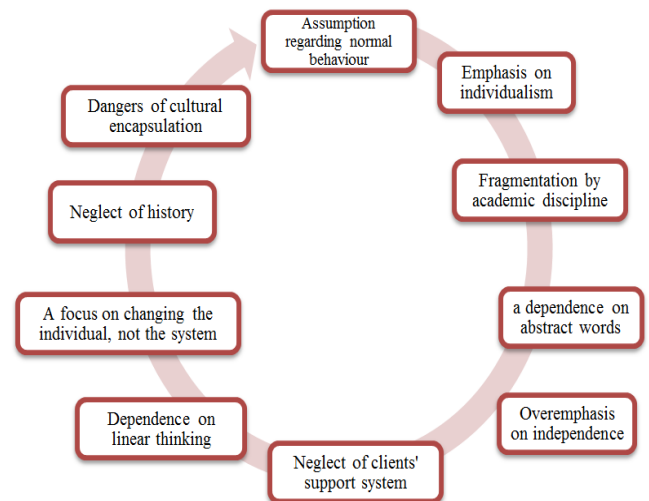 Assumption
regarding normal
behaviour
Emphasis on
individualism
Fragmentation by
academic discipline
a dependence on
abstract words
Overemphasis
on independence
Neglect of clients'
support system
Dependence on
linear thinking
A focus on changing the
individual, not the system
Neglect of history
Dangers of cultural
encapsulation